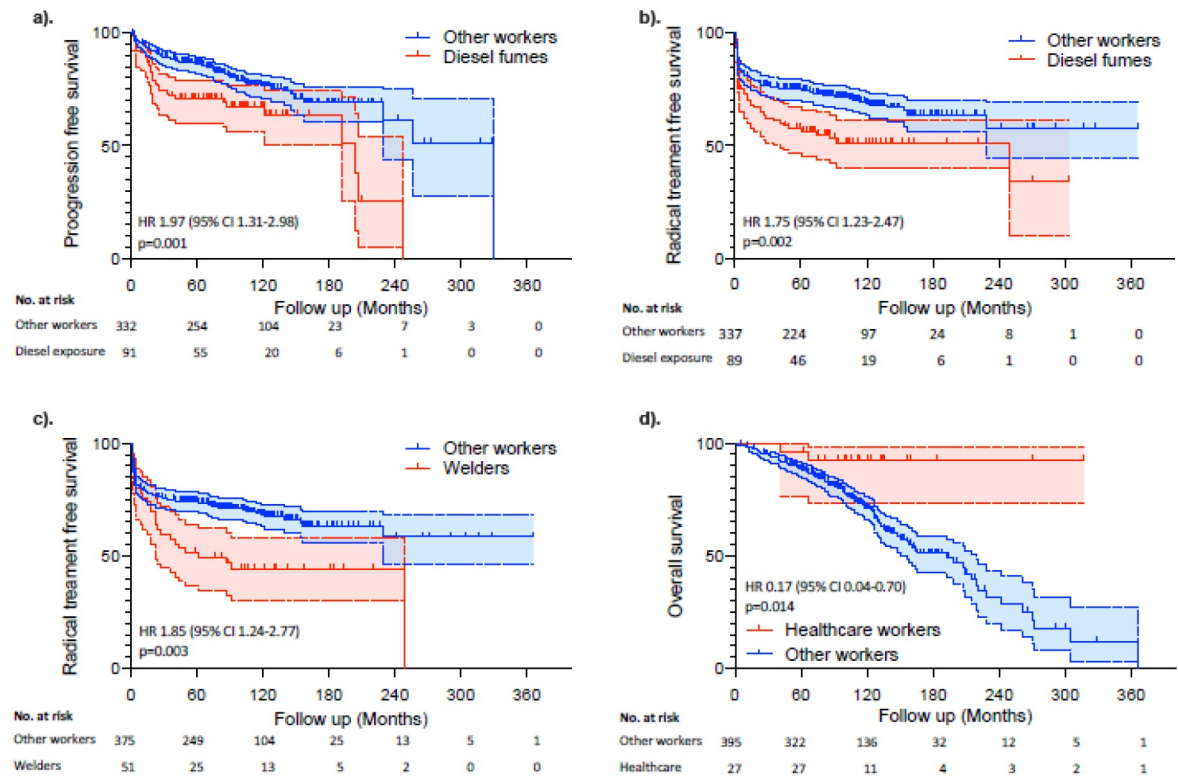 a).
100
50
0
Proogression free survival
Other workers
Diesel fumes
HR 1.97 (95% CI 1.31-2.98)
p=0.001
0 60 120 180 240 300 360
Follow up (Months)
No. at risk
Other workers 332 254 104 23 7 3 0
Diesel exposure 91 55 20 6 1 0 0
b).
100
50
0
Radical treament free survival
Other workers
Diesel fumes
HR 1.75 (95% CI 1.23-2.47)
p=0.002
0 60 120 180 240 300 360
Follow up (Months)
No. at risk
Other workers 337 224 97 24 8 1 0
Diesel exposure 89 46 19 6 1 0 0
c).
100
50
0
Radical treament free survival
Other workers
Welders
HR 1.85 (95% CI 1.24-2.77)
p=0.003
0 60 120 180 240 300 360
Follow up (Months)
No. at risk
Other workers 375 249 104 25 13 5 1
Welders 51 25 13 5 2 0 0
d).
100
50
0
Overall survival
HR 0.17 (95% CI 0.04-0.70)
p=0.014
Healthcare workers
Other workers
0 60 120 180 240 300 360
Follow up (Months)
No. at risk
Other workers 395 322 136 32 12 5 1
Healthcare 27 27 11 4 3 2 1